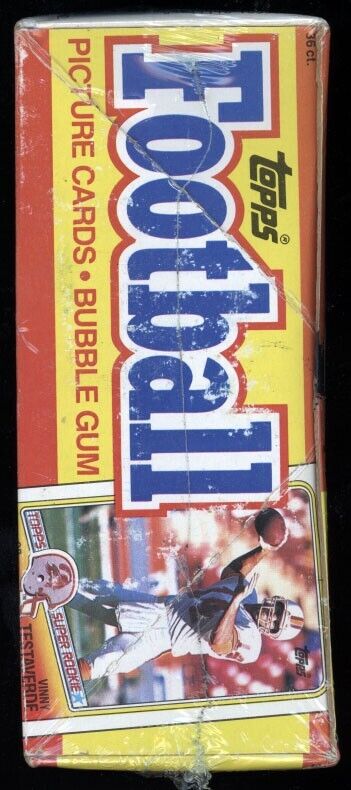 36 ct.
topps®
Football
PICTURE CARDS • BUBBLE GUM
topps
TOPPS SUPER ROOKIE
VINNY
TESTAVERDE